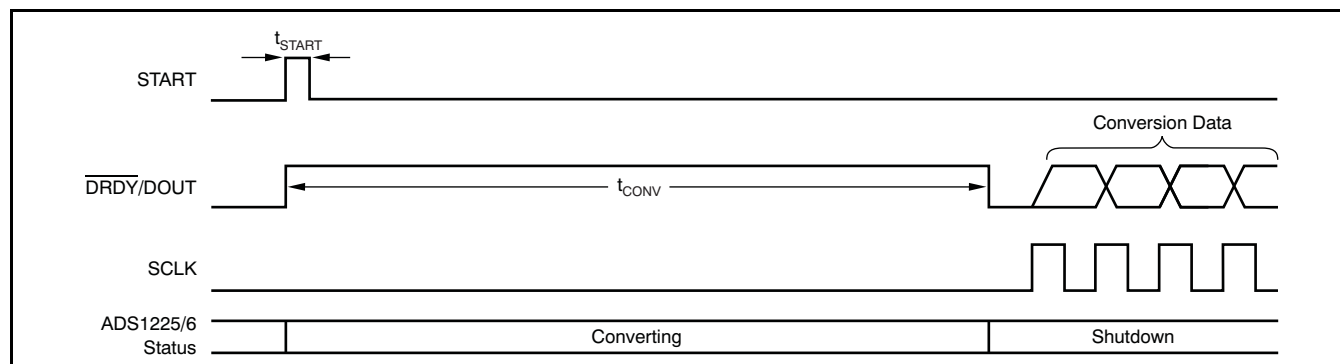 tSTART
START
Conversion Data
DRDY/DOUT
tCONV
SCLK
ADS1225/6
Status
Converting
Shutdown